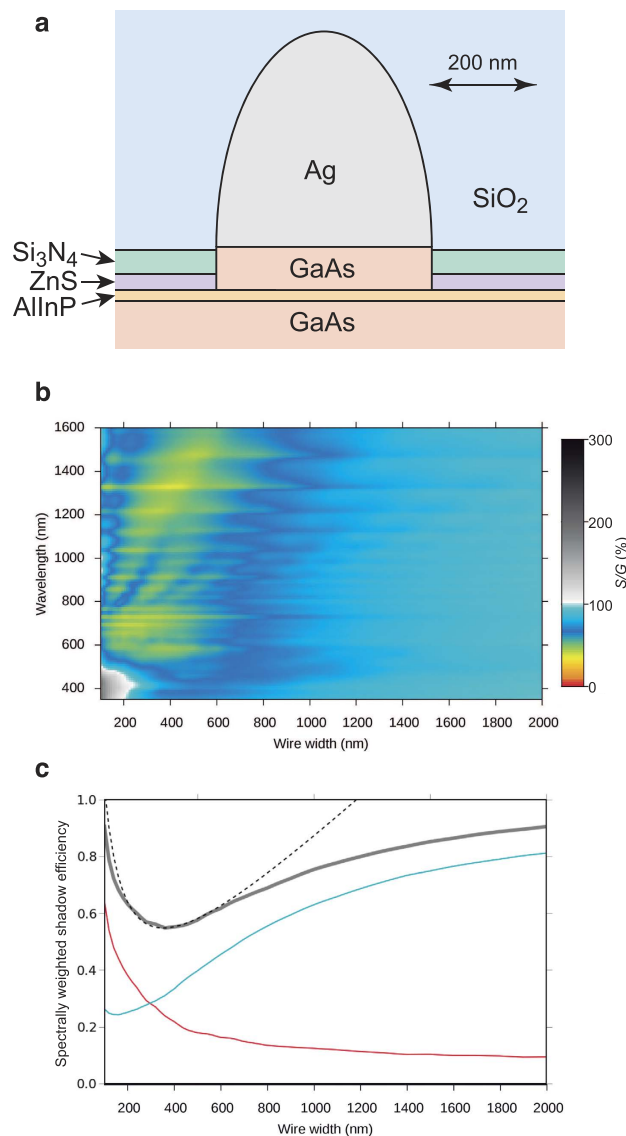 a
200 nm
Ag
SiO₂
Si₃N₄
GaAs
ZnS
AlInP
GaAs
b
1600
1400
1200
1000
800
600
400
Wavelength (nm)
200 400 600 800 1000 1200 1400 1600 1800 2000
Wire width (nm)
300
200
100
0
S/G (%)
c
1.0
0.8
0.6
0.4
0.2
0.0
Spectrally weighted shadow efficiency
200 400 600 800 1000 1200 1400 1600 1800 2000
Wire width (nm)